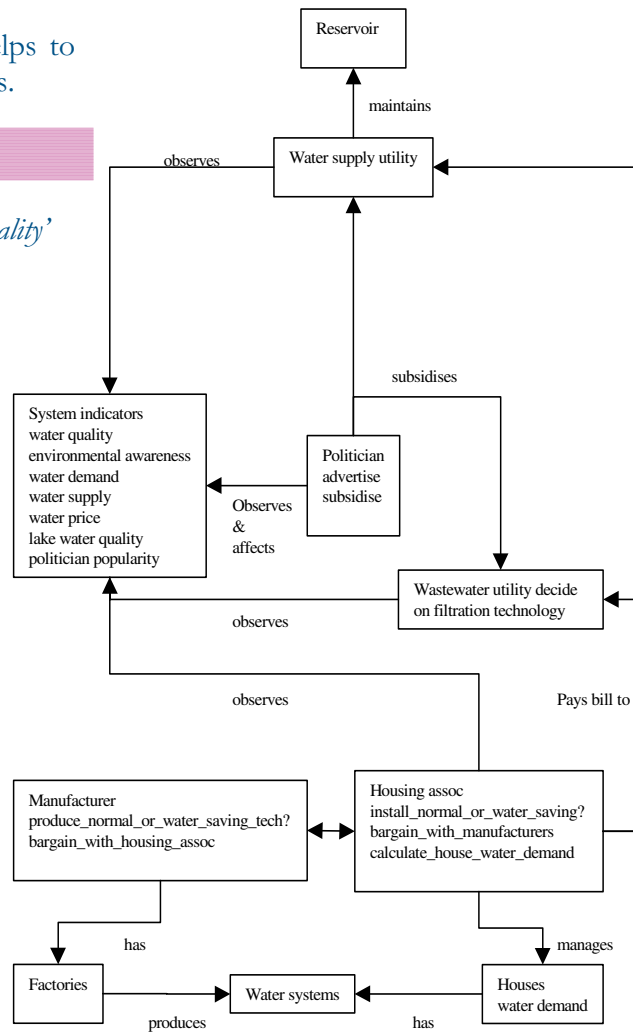 elps to
s.
ality’
Reservoir
maintains
observes
Water supply utility
subsidises
System indicators
water quality
environmental awareness
water demand
water supply
water price
lake water quality
politician popularity
Politician
advertise
subsidise
Observes
&
affects
Wastewater utility decide
on filtration technology
observes
observes
Pays bill to
Manufacturer
produce_normal_or_water_saving_tech?
bargain_with_housing_assoc
Housing assoc
install_normal_or_water_saving?
bargain_with_manufacturers
calculate_house_water_demand
has
manages
Factories
Water systems
Houses
water demand
produces
has